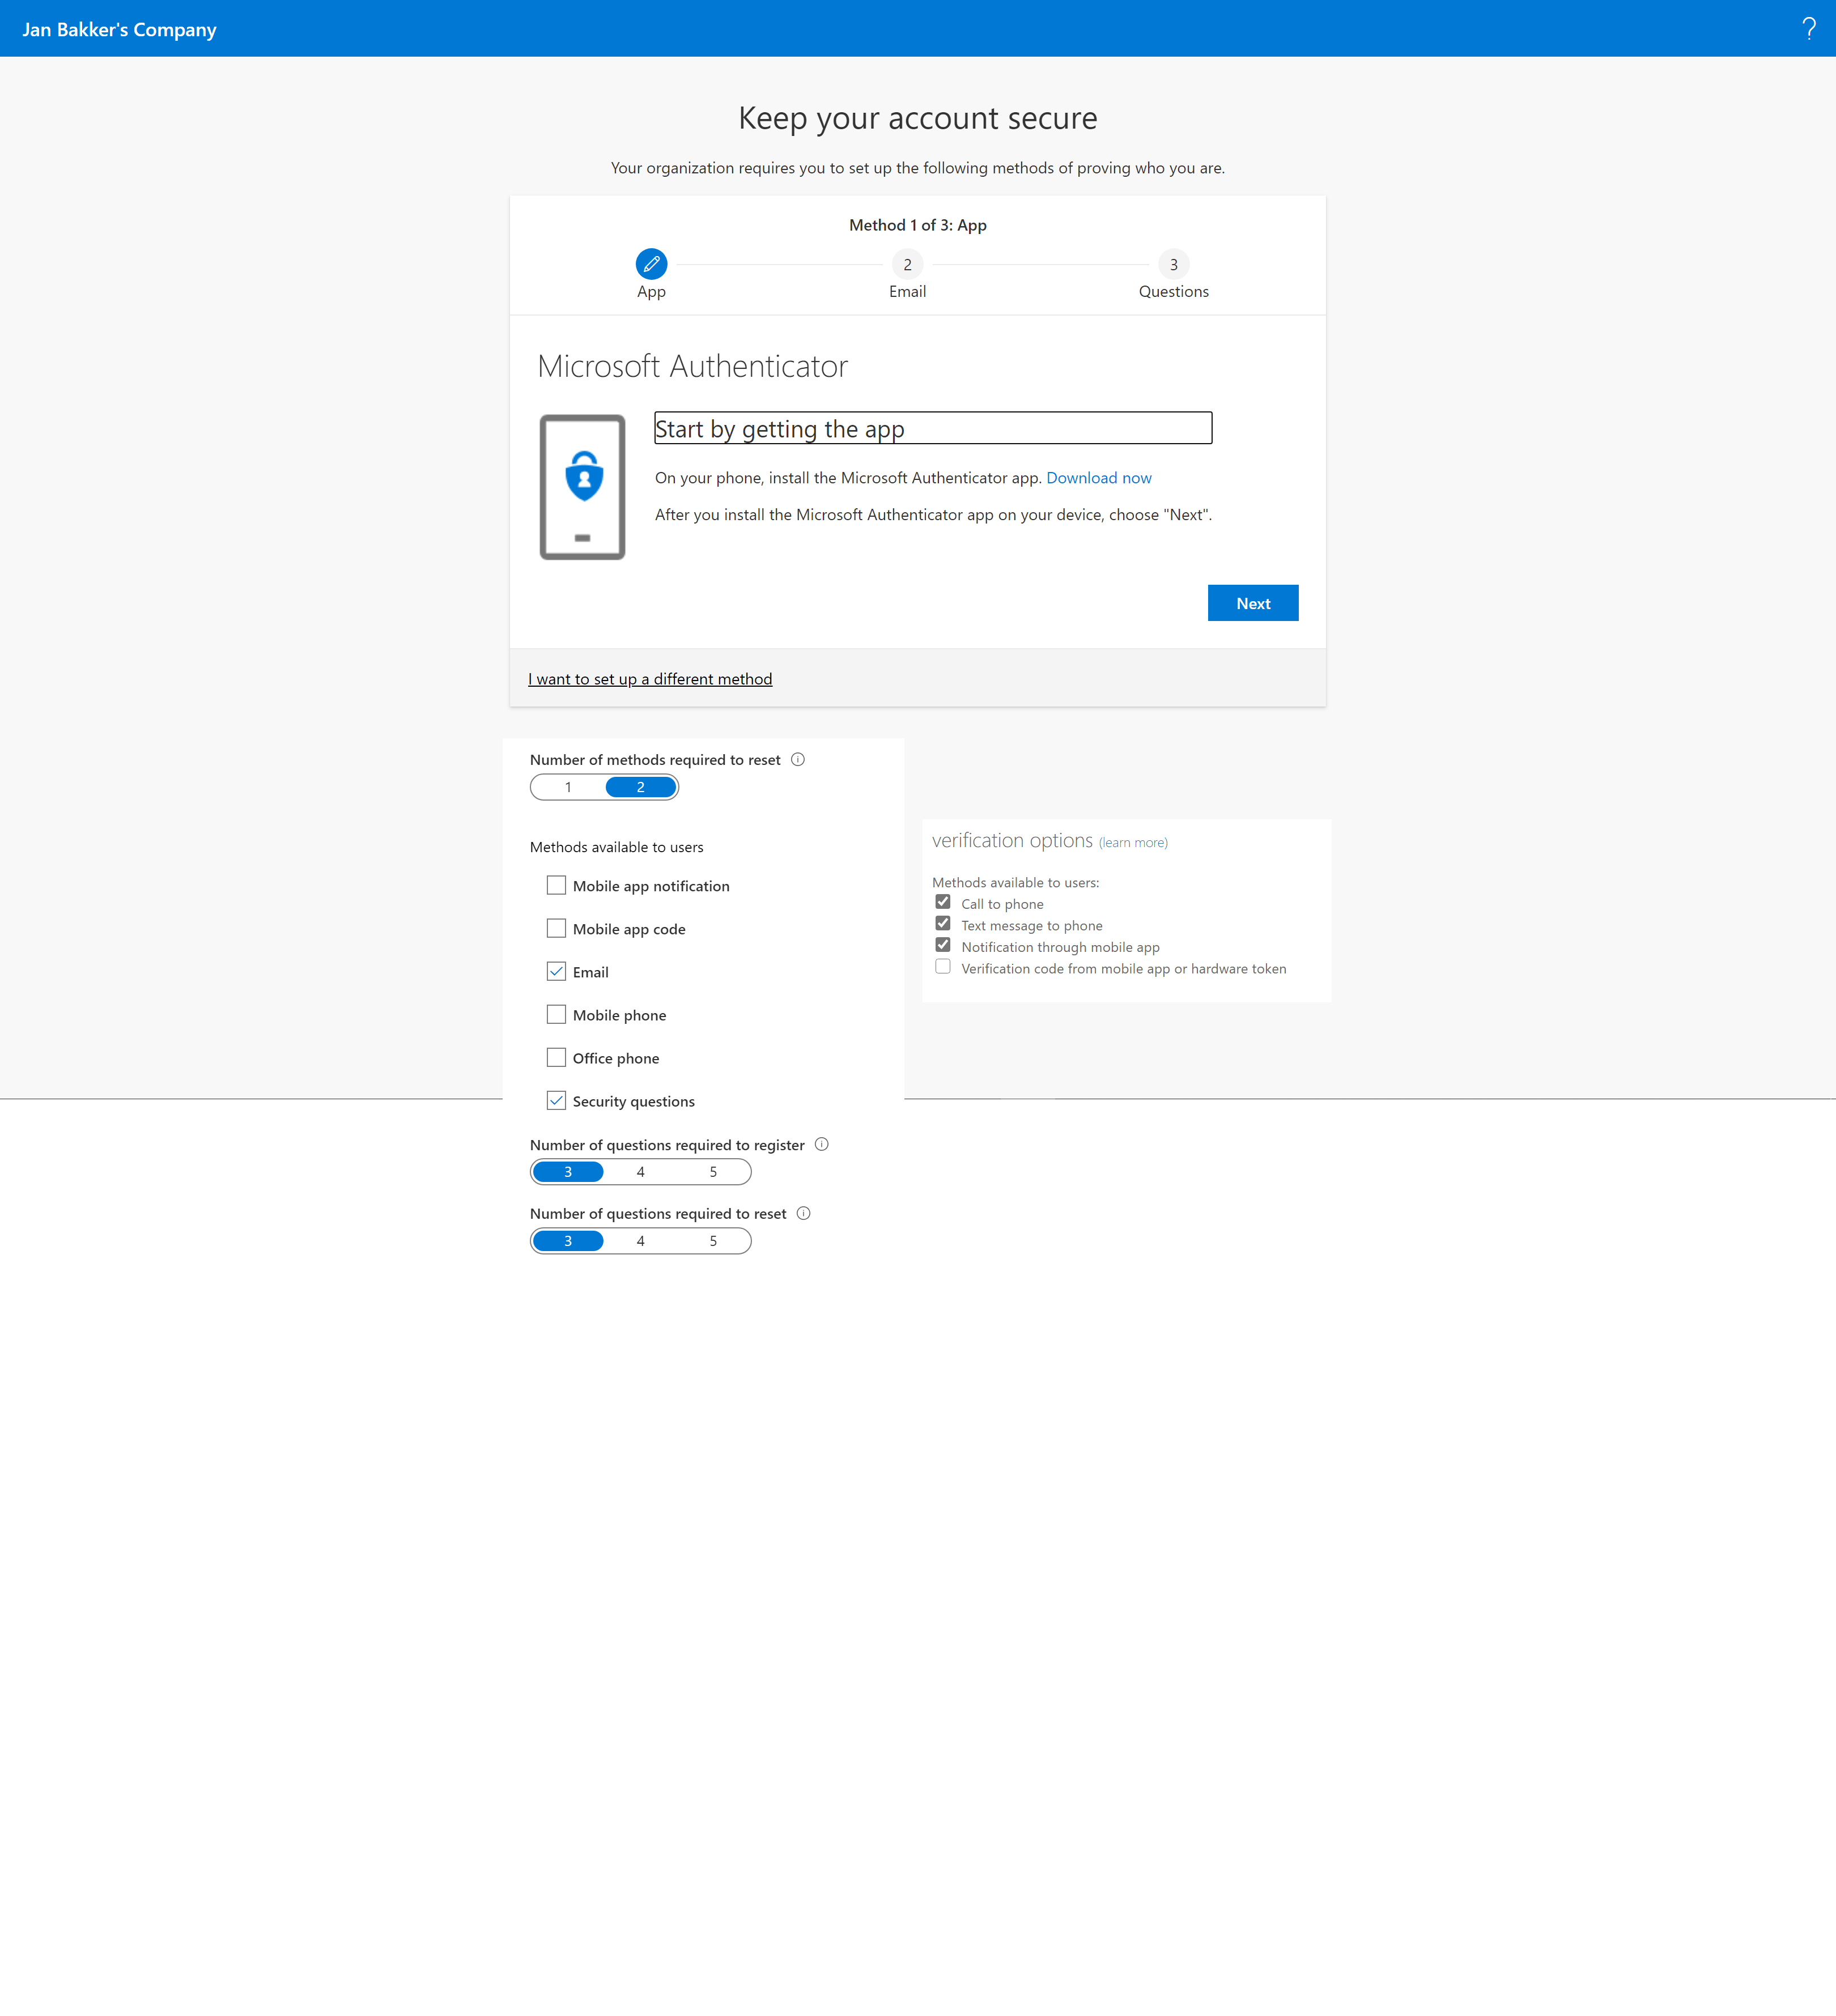 Jan Bakker's Company
?
Keep your account secure
Your organization requires you to set up the following methods of proving who you are.
Method 1 of 3: App
2
3
App
Email
Questions
Microsoft Authenticator
Start by getting the app
On your phone, install the Microsoft Authenticator app. Download now
After you install the Microsoft Authenticator app on your device, choose "Next".
Next
I want to set up a different method
Number of methods required to reset
1 2
Methods available to users
Mobile app notification
Mobile app code
Email
Mobile phone
Office phone
Security questions
Number of questions required to register
3 4 5
Number of questions required to reset
3 4 5
verification options (learn more)
Methods available to users:
Call to phone
Text message to phone
Notification through mobile app
Verification code from mobile app or hardware token